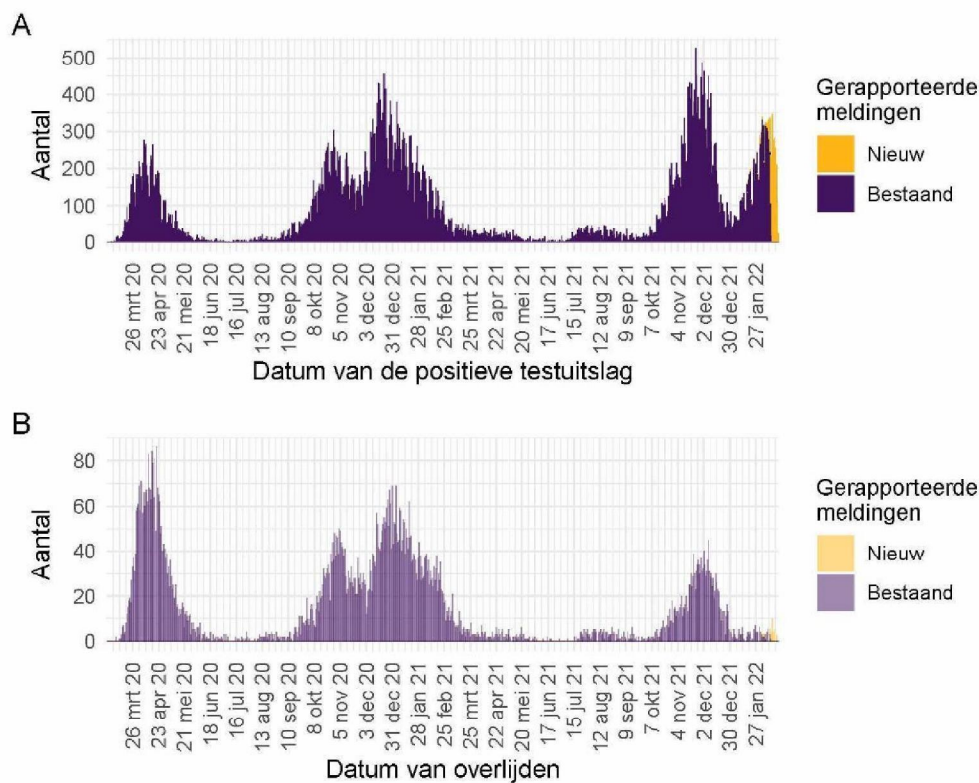 A
500
400
300
200
100
0
Aantal
26 mrt 20
23 apr 20
21 mei 20
18 jun 20
16 jul 20
13 aug 20
10 sep 20
8 okt 20
5 nov 20
3 dec 20
31 dec 20
28 jan 21
25 feb 21
25 mrt 21
22 apr 21
20 mei 21
17 jun 21
15 jul 21
12 aug 21
9 sep 21
7 okt 21
4 nov 21
2 dec 21
30 dec 21
27 jan 22
Datum van de positieve testuitslag
Gerapporteerde
meldingen
Nieuw
Bestaand
B
80
60
40
20
0
Aantal
26 mrt 20
23 apr 20
21 mei 20
18 jun 20
16 jul 20
13 aug 20
10 sep 20
8 okt 20
5 nov 20
3 dec 20
31 dec 20
28 jan 21
25 feb 21
25 mrt 21
22 apr 21
20 mei 21
17 jun 21
15 jul 21
12 aug 21
9 sep 21
7 okt 21
4 nov 21
2 dec 21
30 dec 21
27 jan 22
Datum van overlijden
Gerapporteerde
meldingen
Nieuw
Bestaand